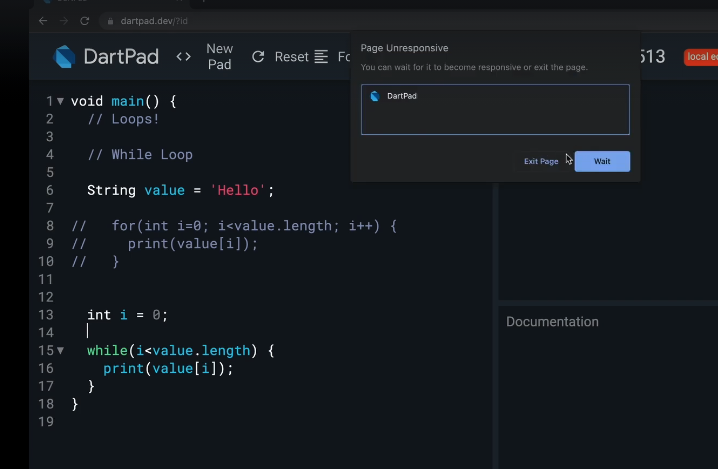 dartpad.dev/?id
DartPad
<> New Pad
Reset
Page Unresponsive
You can wait for it to become responsive or exit the page.
DartPad
Exit Page
Wait
513
1 void main() {
2 // Loops!
3
4 // While Loop
5
6 String value = 'Hello';
7
8 // for(int i=0; i<value.length; i++) {
9 // print(value[i]);
10 // }
11
12
13 int i = 0;
14
15 while(i<value.length) {
16 print(value[i]);
17 }
18 }
19
Documentation